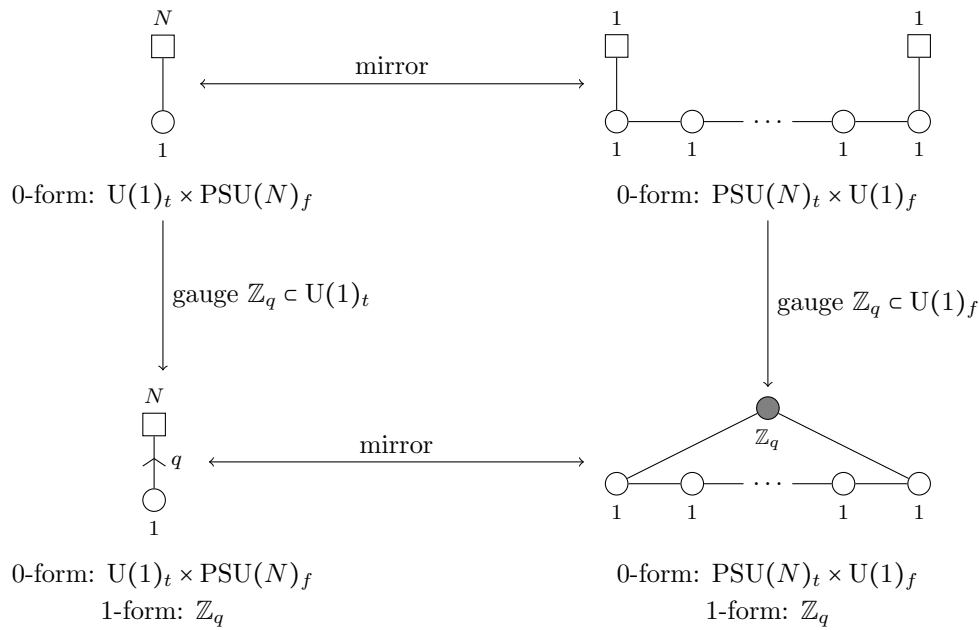 N
1
mirror
1 1
1 1 ⋯ 1 1
0-form: U(1)_t × PSU(N)_f
0-form: PSU(N)_t × U(1)_f
gauge ℤ_q ⊂ U(1)_t
gauge ℤ_q ⊂ U(1)_f
N
q
1
mirror
ℤ_q
1 1 ⋯ 1 1
0-form: U(1)_t × PSU(N)_f
1-form: ℤ_q
0-form: PSU(N)_t × U(1)_f
1-form: ℤ_q